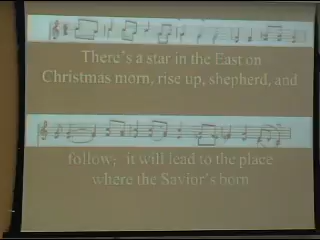 There's a star in the East on
Christmas morn, rise up, shepherd, and
follow; it will lead to the place
where the Savior's born